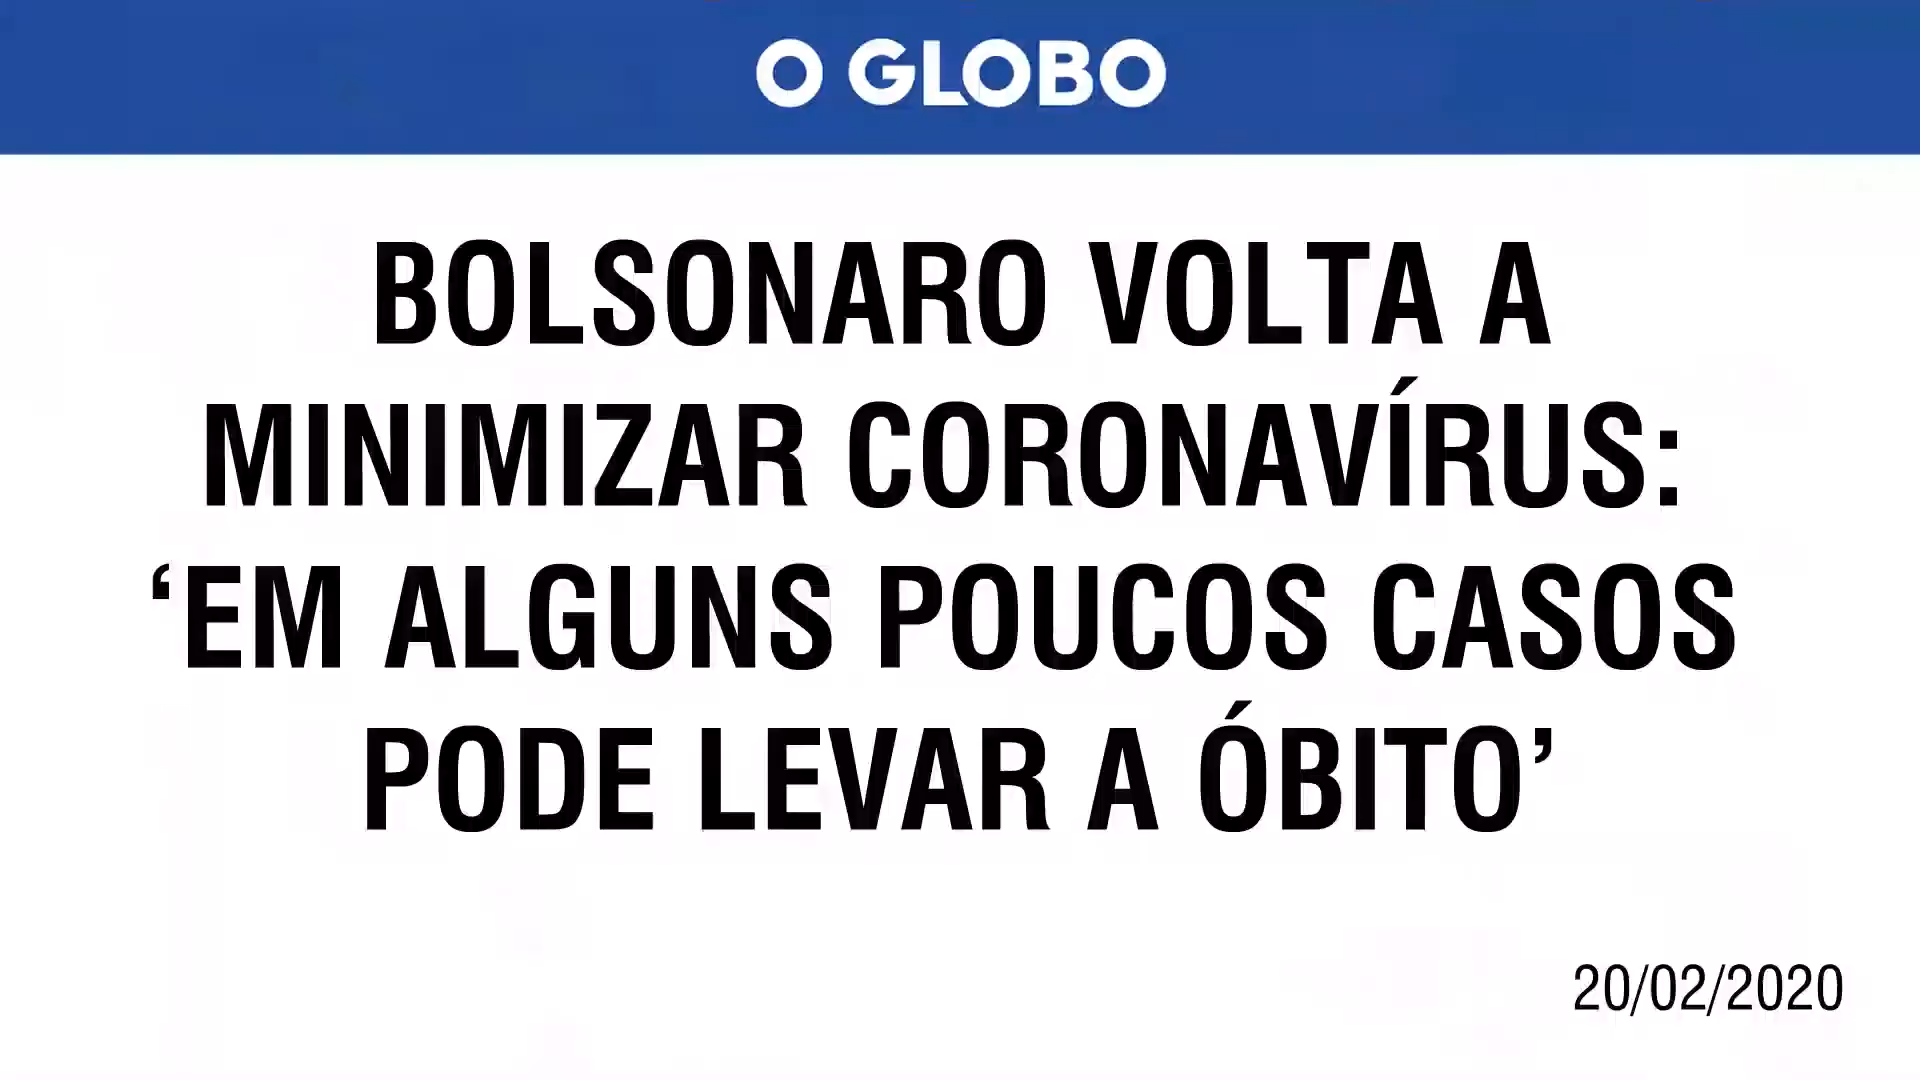 O GLOBO
BOLSONARO VOLTA A
MINIMIZAR CORONAVÍRUS:
‘EM ALGUNS POUCOS CASOS
PODE LEVAR A ÓBITO’
20/02/2020